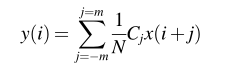 y(i) = \sum_{j=-m}^{j=m} \frac{1}{N} C_j x(i+j)